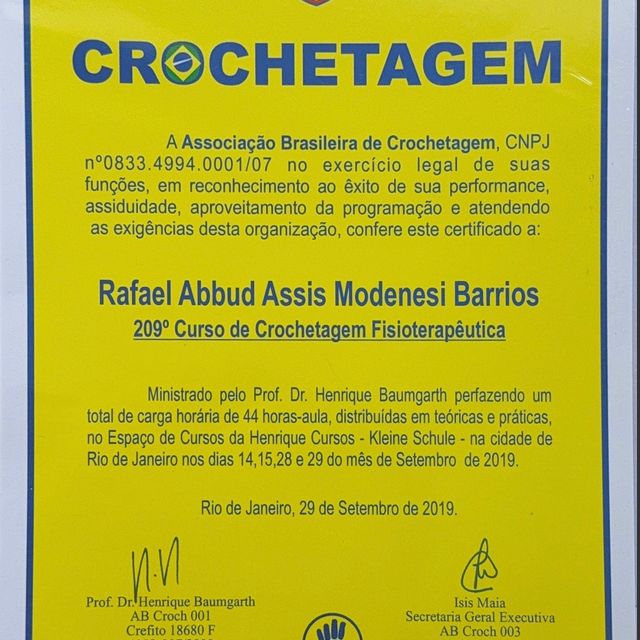 CROCHETAGEM
A Associação Brasileira de Crochetagem, CNPJ
nº0833.4994.0001/07 no exercício legal de suas
funções, em reconhecimento ao êxito de sua performance,
assiduidade, aproveitamento da programação e atendendo
as exigências desta organização, confere este certificado a:
Rafael Abbud Assis Modenesi Barrios
209º Curso de Crochetagem Fisioterapêutica
Ministrado pelo Prof. Dr. Henrique Baumgarth perfazendo um
total de carga horária de 44 horas-aula, distribuídas em teóricas e práticas,
no Espaço de Cursos da Henrique Cursos - Kleine Schule - na cidade de
Rio de Janeiro nos dias 14,15,28 e 29 do mês de Setembro de 2019.
Rio de Janeiro, 29 de Setembro de 2019.
Prof. Dr. Henrique Baumgarth
AB Croch 001
Crefito 18680 F
Isis Maia
Secretaria Geral Executiva
AB Croch 003